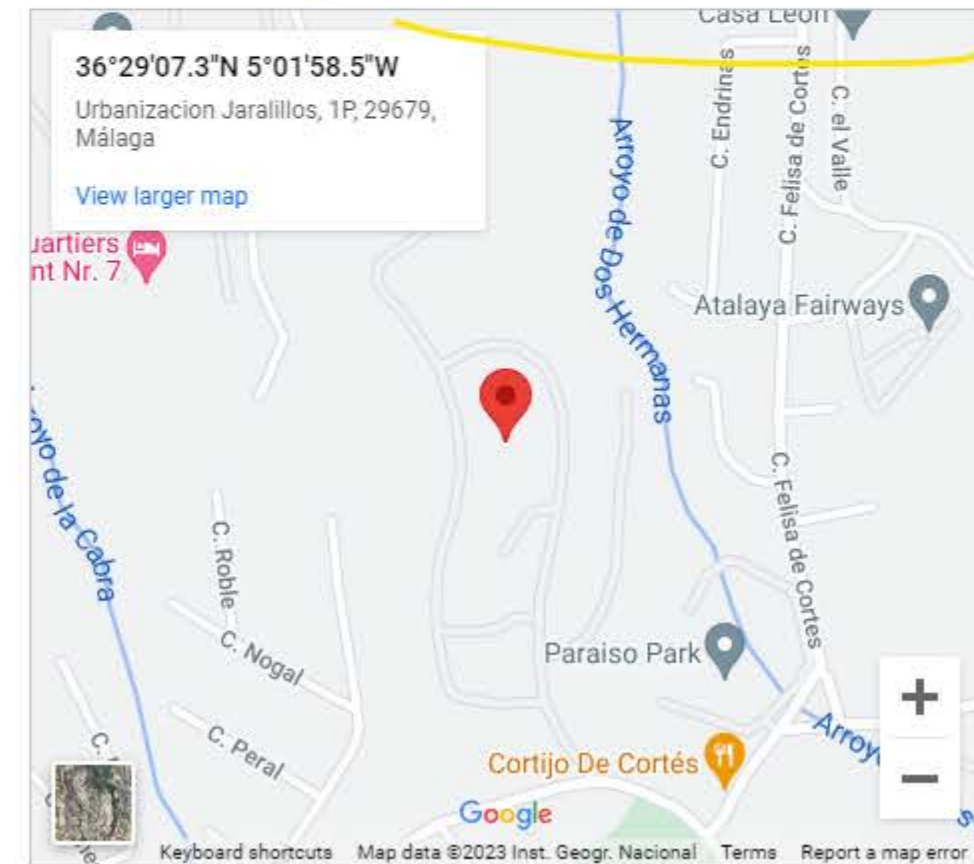 Casa Leon
36°29'07.3"N 5°01'58.5"W
Urbanizacion Jaralillos, 1P, 29679,
Málaga
View larger map
uartiers
nt Nr. 7
C. Endrinas
C. Felisa de Cortes
C. el Valle
Arroyo de Dos Hermanas
Atalaya Fairways
royo de la Cabra
C. Roble
C. Nogal
C. Felisa de Cortes
Paraiso Park
C. Peral
Cortijo De Cortés
Arroy
C.
Google
Keyboard shortcuts Map data ©2023 Inst. Geogr. Nacional Terms Report a map error